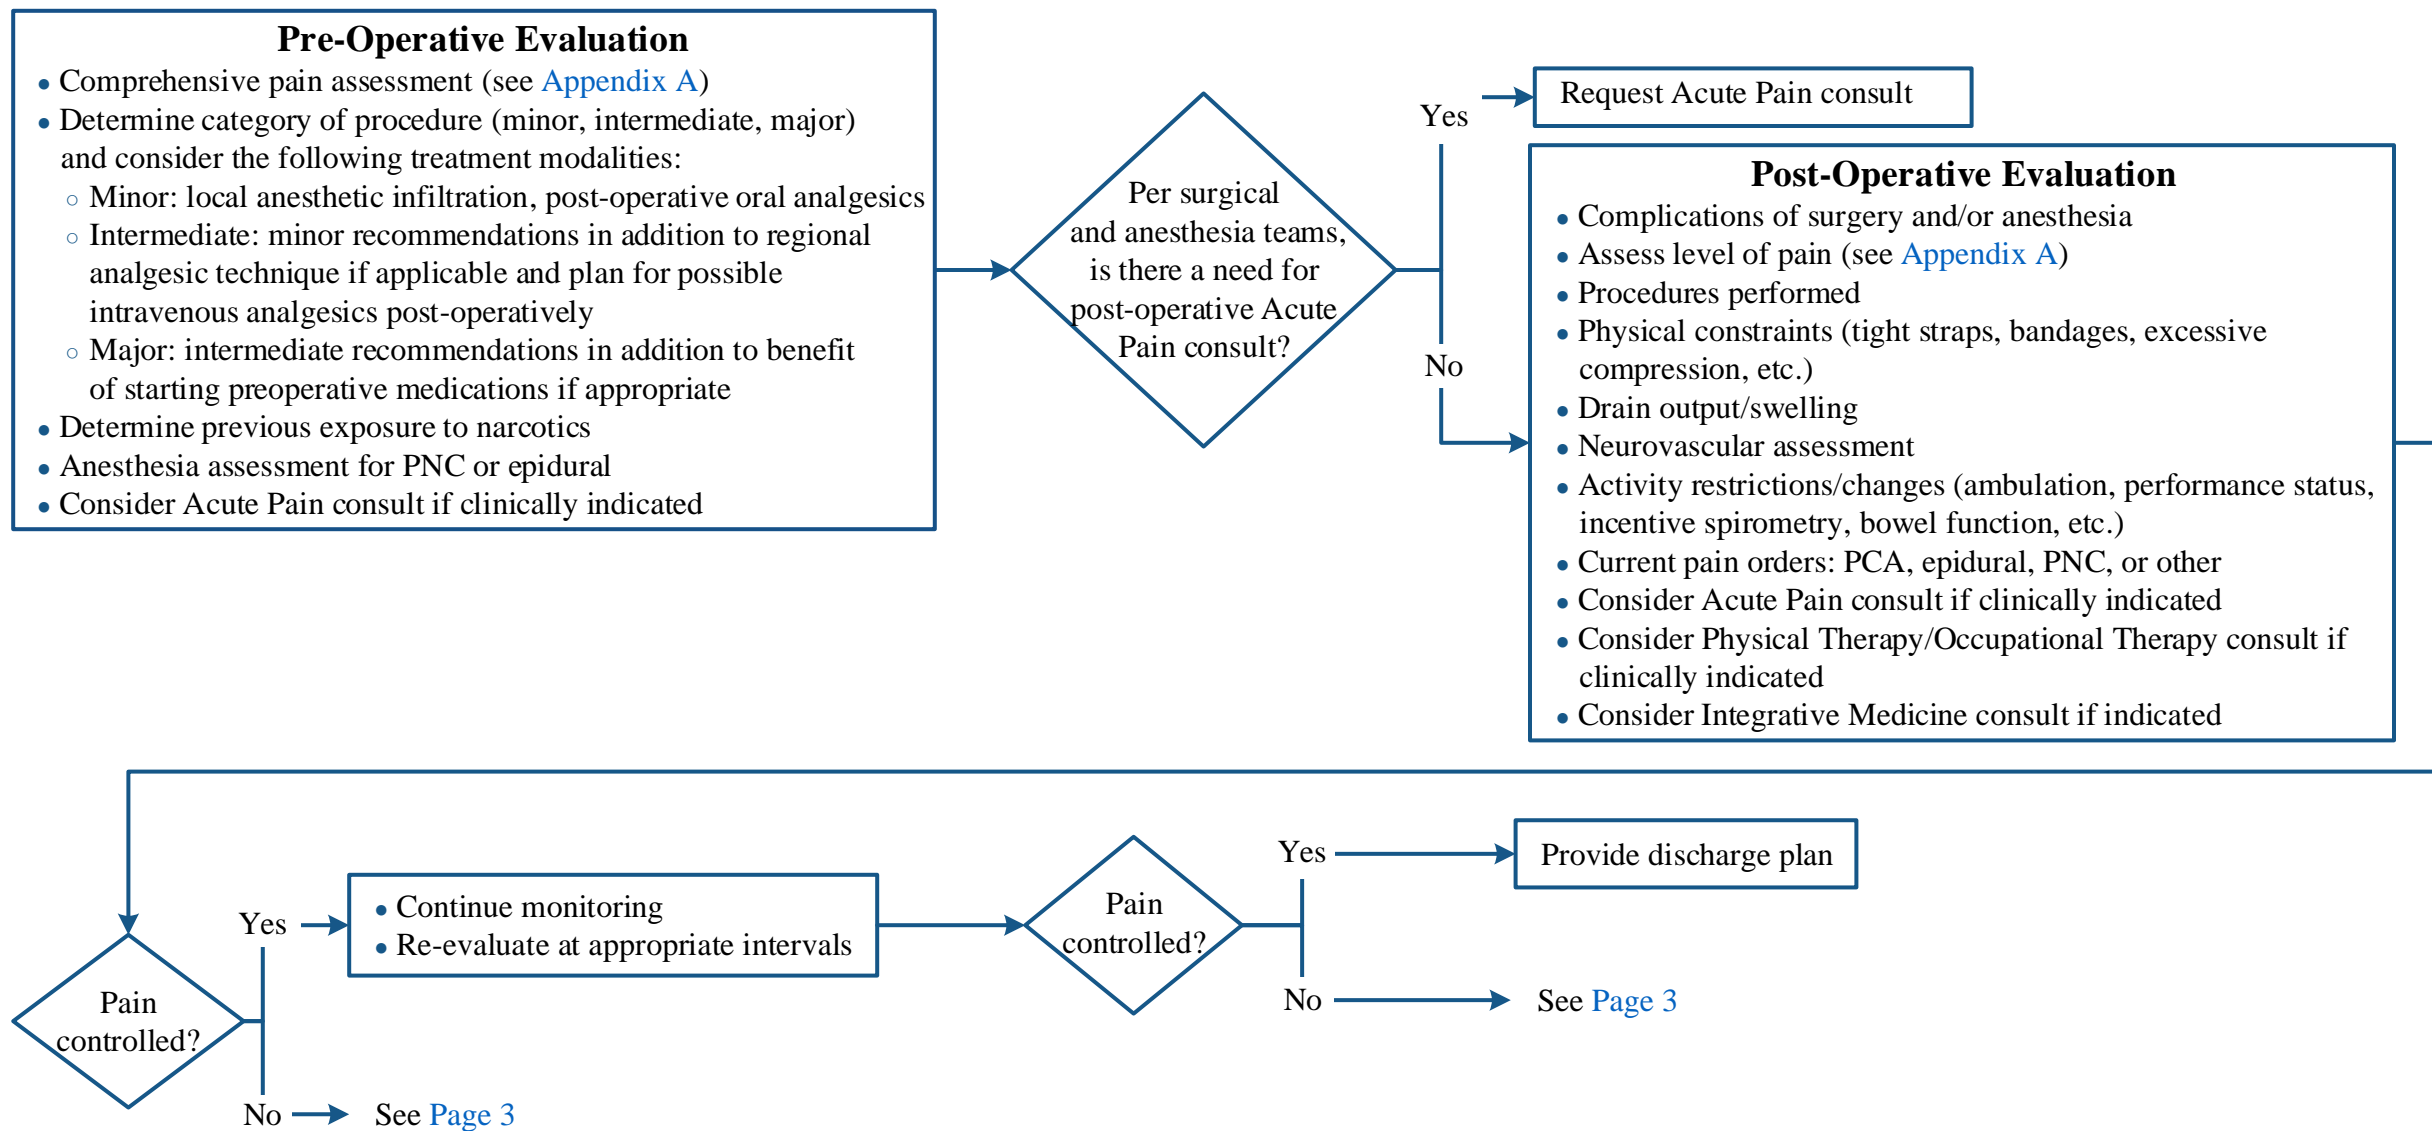 Pre-Operative Evaluation
● Comprehensive pain assessment (see Appendix A)
● Determine category of procedure (minor, intermediate, major)
and consider the following treatment modalities:
○ Minor: local anesthetic infiltration, post-operative oral analgesics
○ Intermediate: minor recommendations in addition to regional
analgesic technique if applicable and plan for possible
intravenous analgesics post-operatively
○ Major: intermediate recommendations in addition to benefit
of starting preoperative medications if appropriate
● Determine previous exposure to narcotics
● Anesthesia assessment for PNC or epidural
● Consider Acute Pain consult if clinically indicated
Per surgical
and anesthesia teams,
is there a need for
post-operative Acute
Pain consult?
Yes
Request Acute Pain consult
No
Post-Operative Evaluation
● Complications of surgery and/or anesthesia
● Assess level of pain (see Appendix A)
● Procedures performed
● Physical constraints (tight straps, bandages, excessive
compression, etc.)
● Drain output/swelling
● Neurovascular assessment
● Activity restrictions/changes (ambulation, performance status,
incentive spirometry, bowel function, etc.)
● Current pain orders: PCA, epidural, PNC, or other
● Consider Acute Pain consult if clinically indicated
● Consider Physical Therapy/Occupational Therapy consult if
clinically indicated
● Consider Integrative Medicine consult if indicated
Pain
controlled?
Yes
● Continue monitoring
● Re-evaluate at appropriate intervals
No
See Page 3
Pain
controlled?
Yes
Provide discharge plan
No
See Page 3